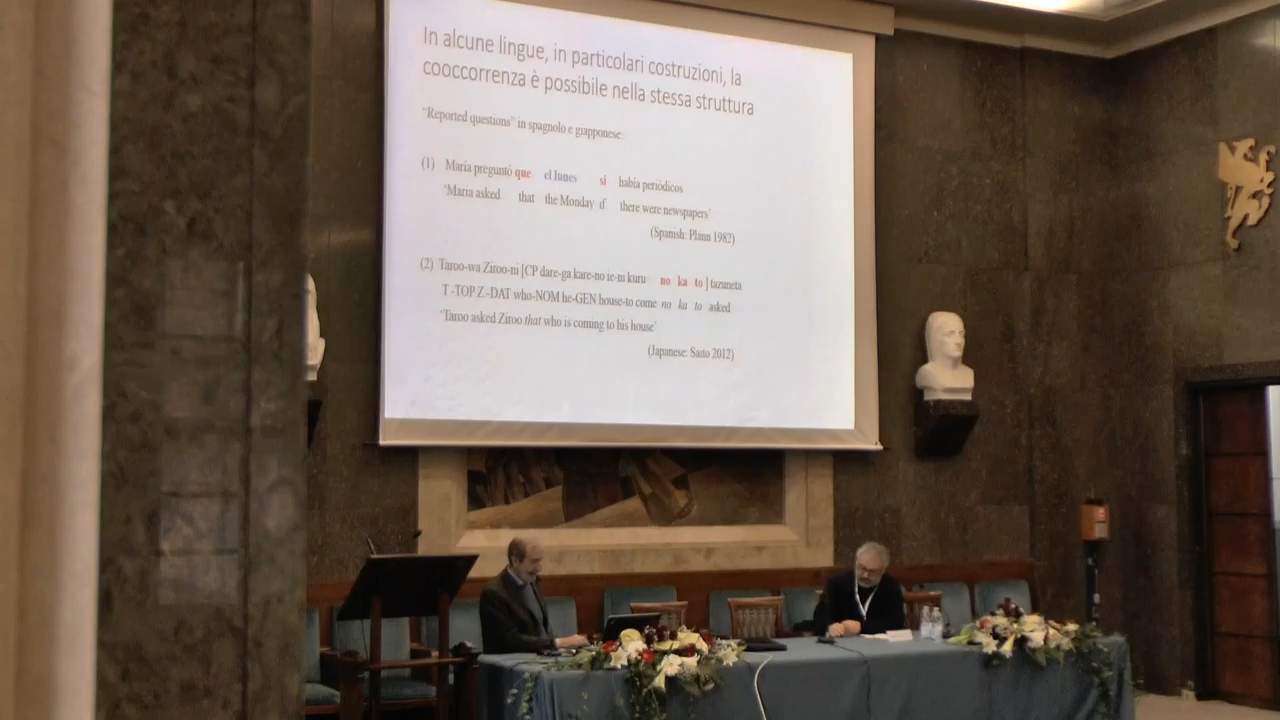 In alcune lingue, in particolari costruzioni, la
cooccorrenza è possibile nella stessa struttura
"Reported questions" in spagnolo e giapponese:
(1) Maria preguntó que el lunes si había periódicos
'Maria asked that the Monday if there were newspapers'
(Spanish: Plann 1982)
(2) Taroo-wa Ziroo-ni [CP dare-ga kare-no ie-ni kuru no ka to ] tazuneta
T.-TOP Z.-DAT who-NOM he-GEN house-to come no ka to asked
'Taroo asked Ziroo that who is coming to his house'
(Japanese: Saito 2012)